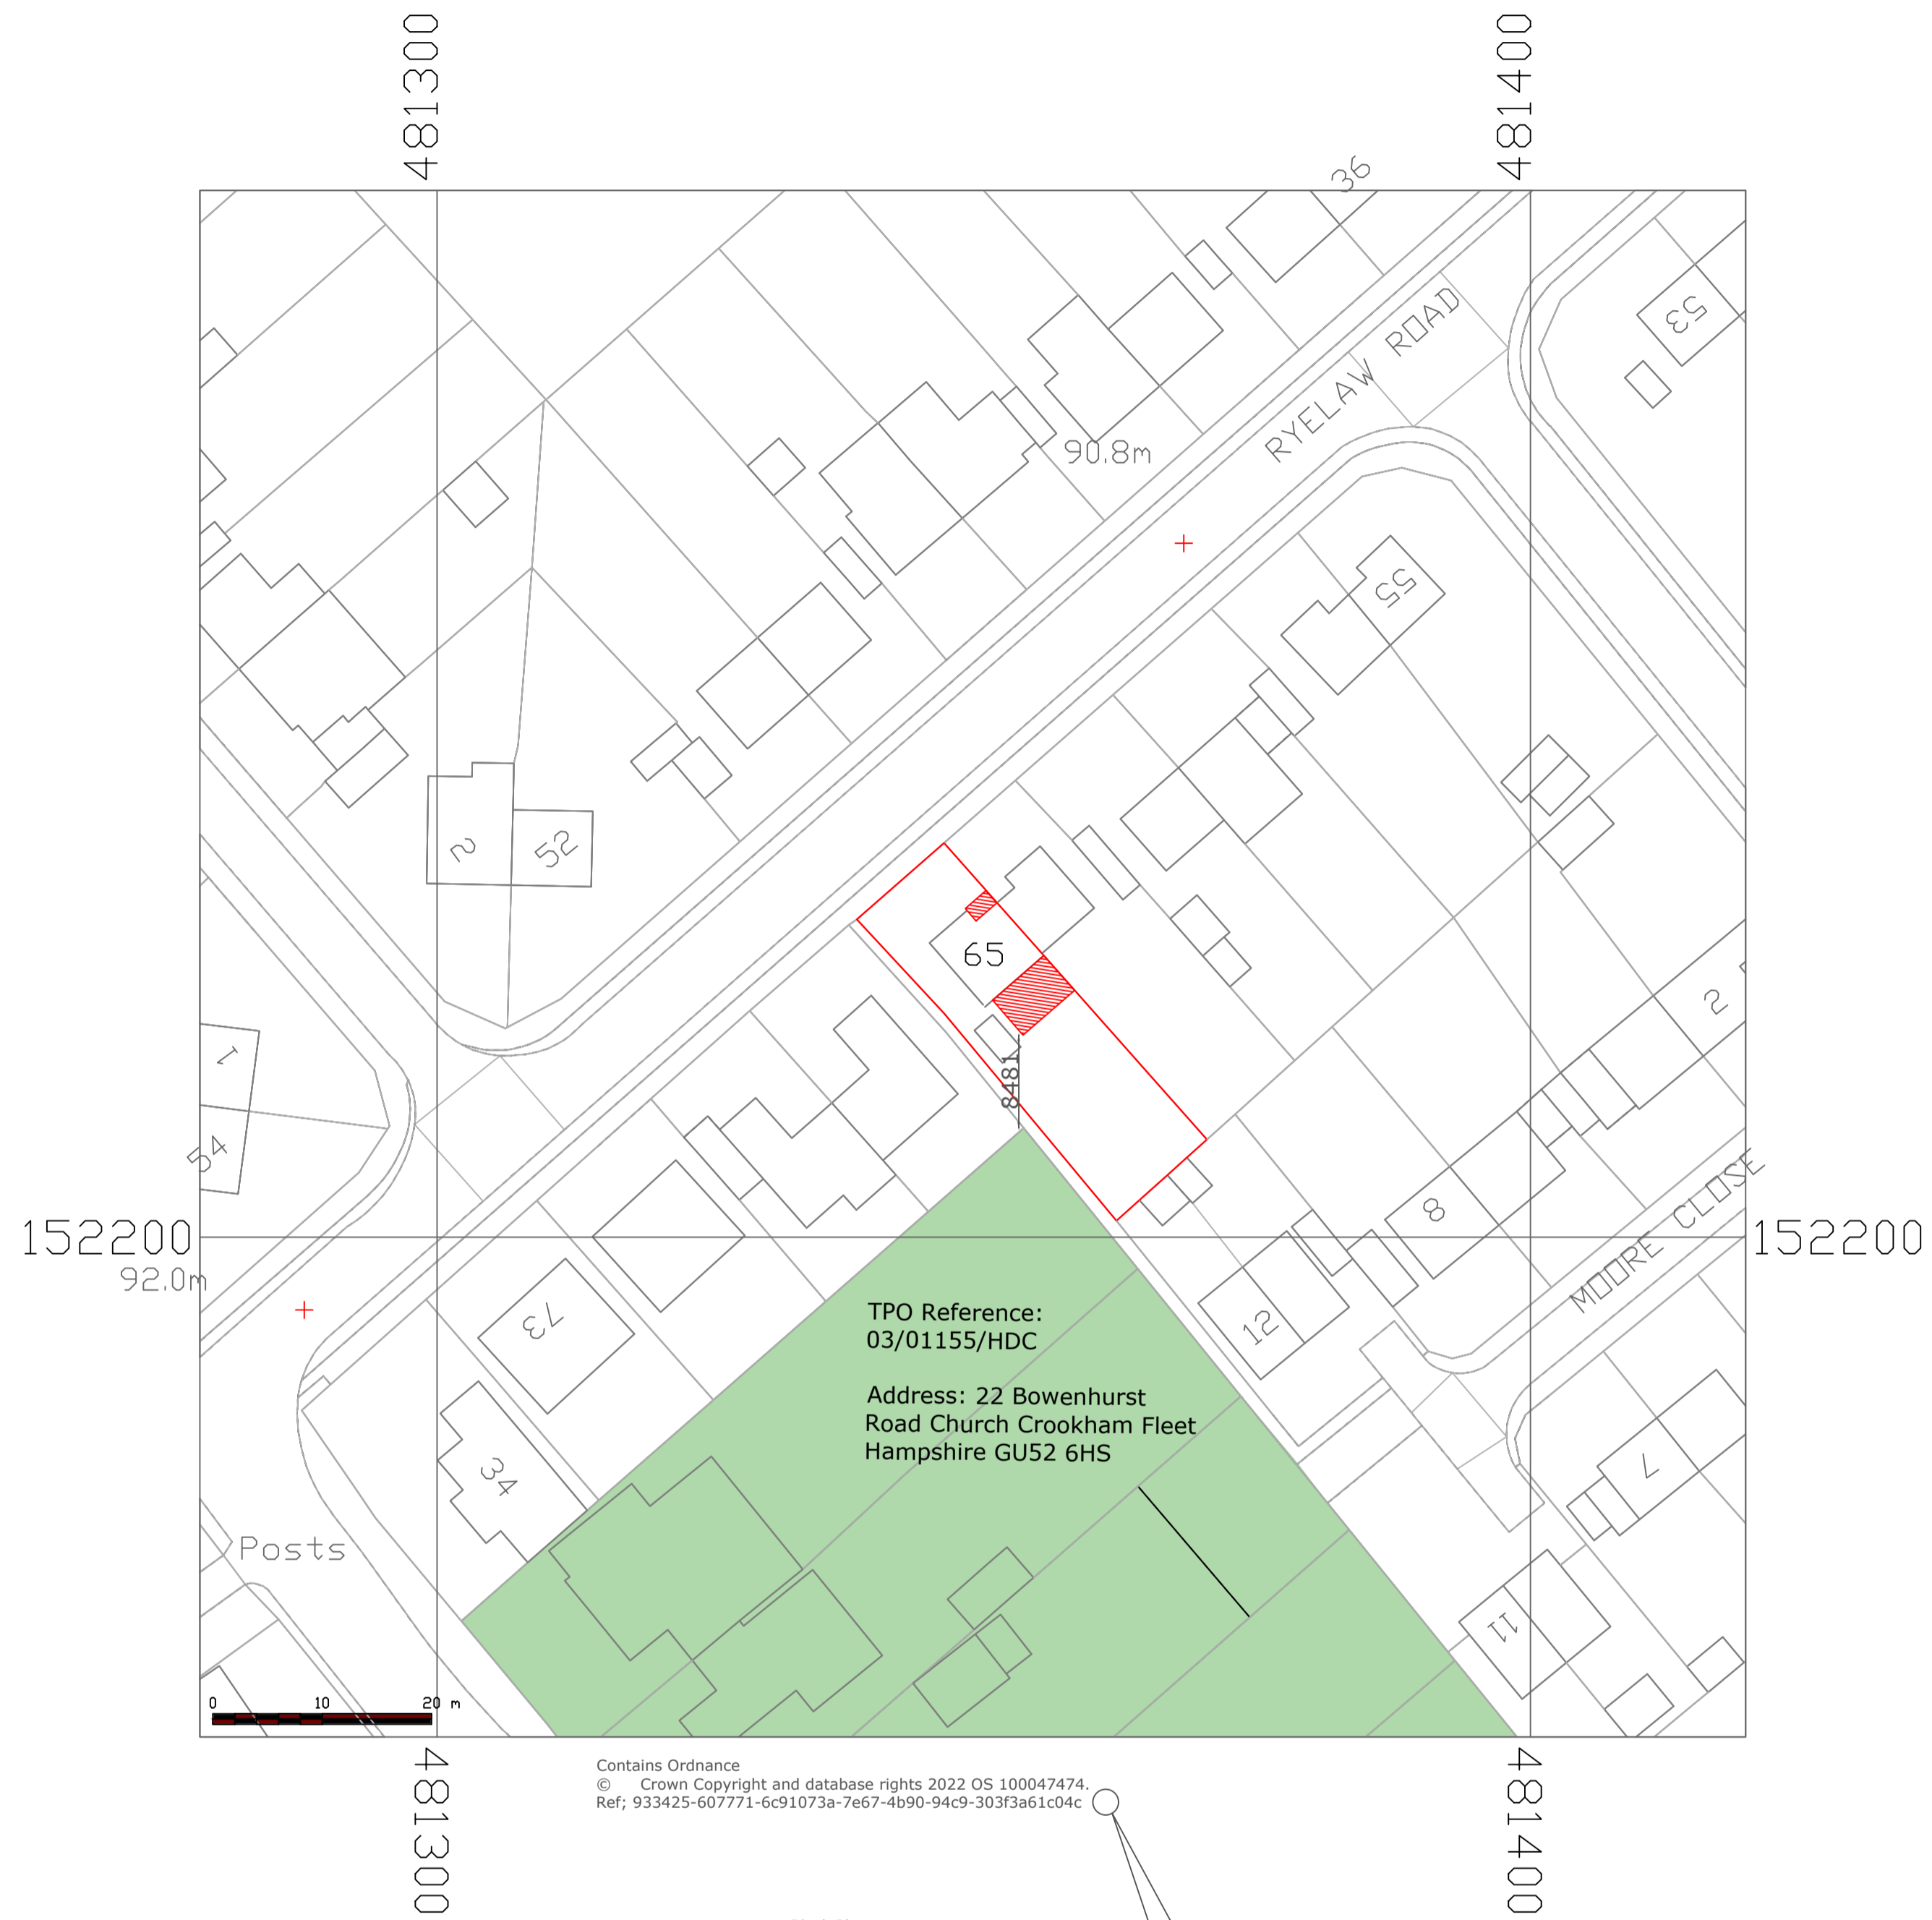 481300
481400
36
53
RYELAW ROAD
90.8m
55
2
52
65
2
1
8481
54
8
MOORE CLOSE
152200
152200
92.0m
TPO Reference:
03/01155/HDC
73
12
Address: 22 Bowenhurst
Road Church Crookham Fleet
Hampshire GU52 6HS
34
7
Posts
11
0 10 20 m
Contains Ordnance
© Crown Copyright and database rights 2022 OS 100047474.
Ref; 933425-607771-6c91073a-7e67-4b90-94c9-303f3a61c04c
481300
481400